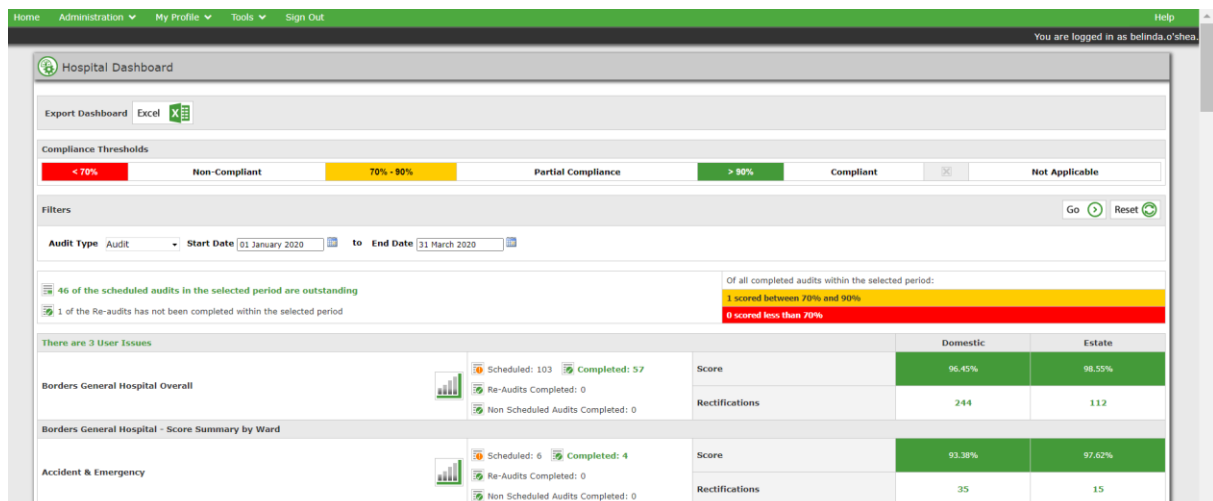 Home Administration My Profile Tools Sign Out Help
You are logged in as belinda.o'shea.
Hospital Dashboard
Export Dashboard Excel
Compliance Thresholds
< 70% Non-Compliant 70% - 90% Partial Compliance > 90% Compliant Not Applicable
Filters Go Reset
Audit Type Audit Start Date 01 January 2020 to End Date 31 March 2020
Of all completed audits within the selected period:
46 of the scheduled audits in the selected period are outstanding
1 scored between 70% and 90%
1 of the Re-audits has not been completed within the selected period
0 scored less than 70%
There are 3 User Issues Domestic Estate
Borders General Hospital Overall
Scheduled: 103 Completed: 57
Re-Audits Completed: 0
Non Scheduled Audits Completed: 0
Score 96.45% 98.55%
Rectifications 244 112
Borders General Hospital - Score Summary by Ward
Accident & Emergency
Scheduled: 6 Completed: 4
Re-Audits Completed: 0
Non Scheduled Audits Completed: 0
Score 93.38% 97.62%
Rectifications 35 15